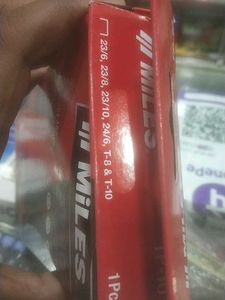 23/6, 23/8, 23/10, 24/6, T-8 & T-10
MiLES
MiLES
1Pc